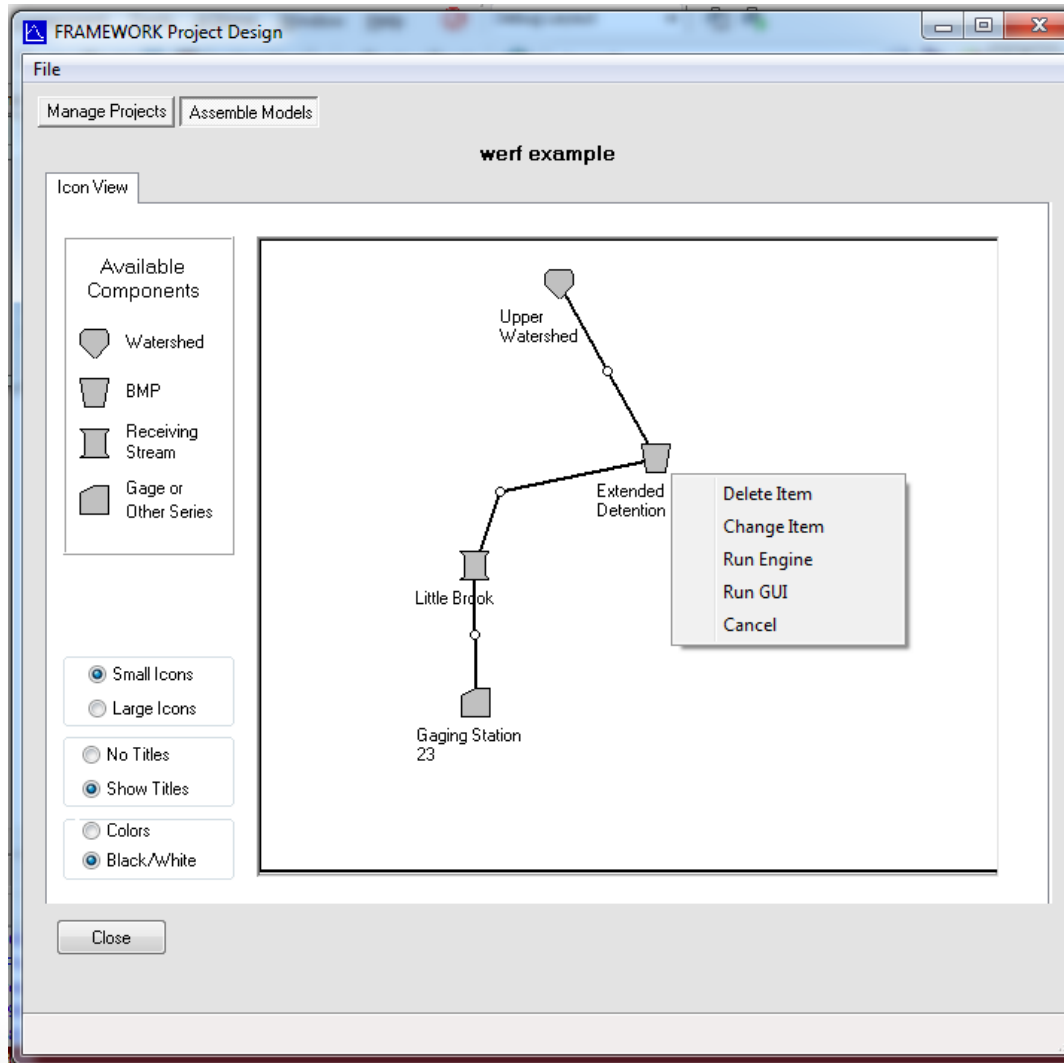 FRAMEWORK Project Design
File
Manage Projects
Assemble Models
werf example
Icon View
Available
Components
Watershed
BMP
Receiving
Stream
Gage or
Other Series
Upper
Watershed
Extended
Detention
Delete Item
Change Item
Run Engine
Run GUI
Cancel
Little Brook
Gaging Station
23
Small Icons
Large Icons
No Titles
Show Titles
Colors
Black/White
Close